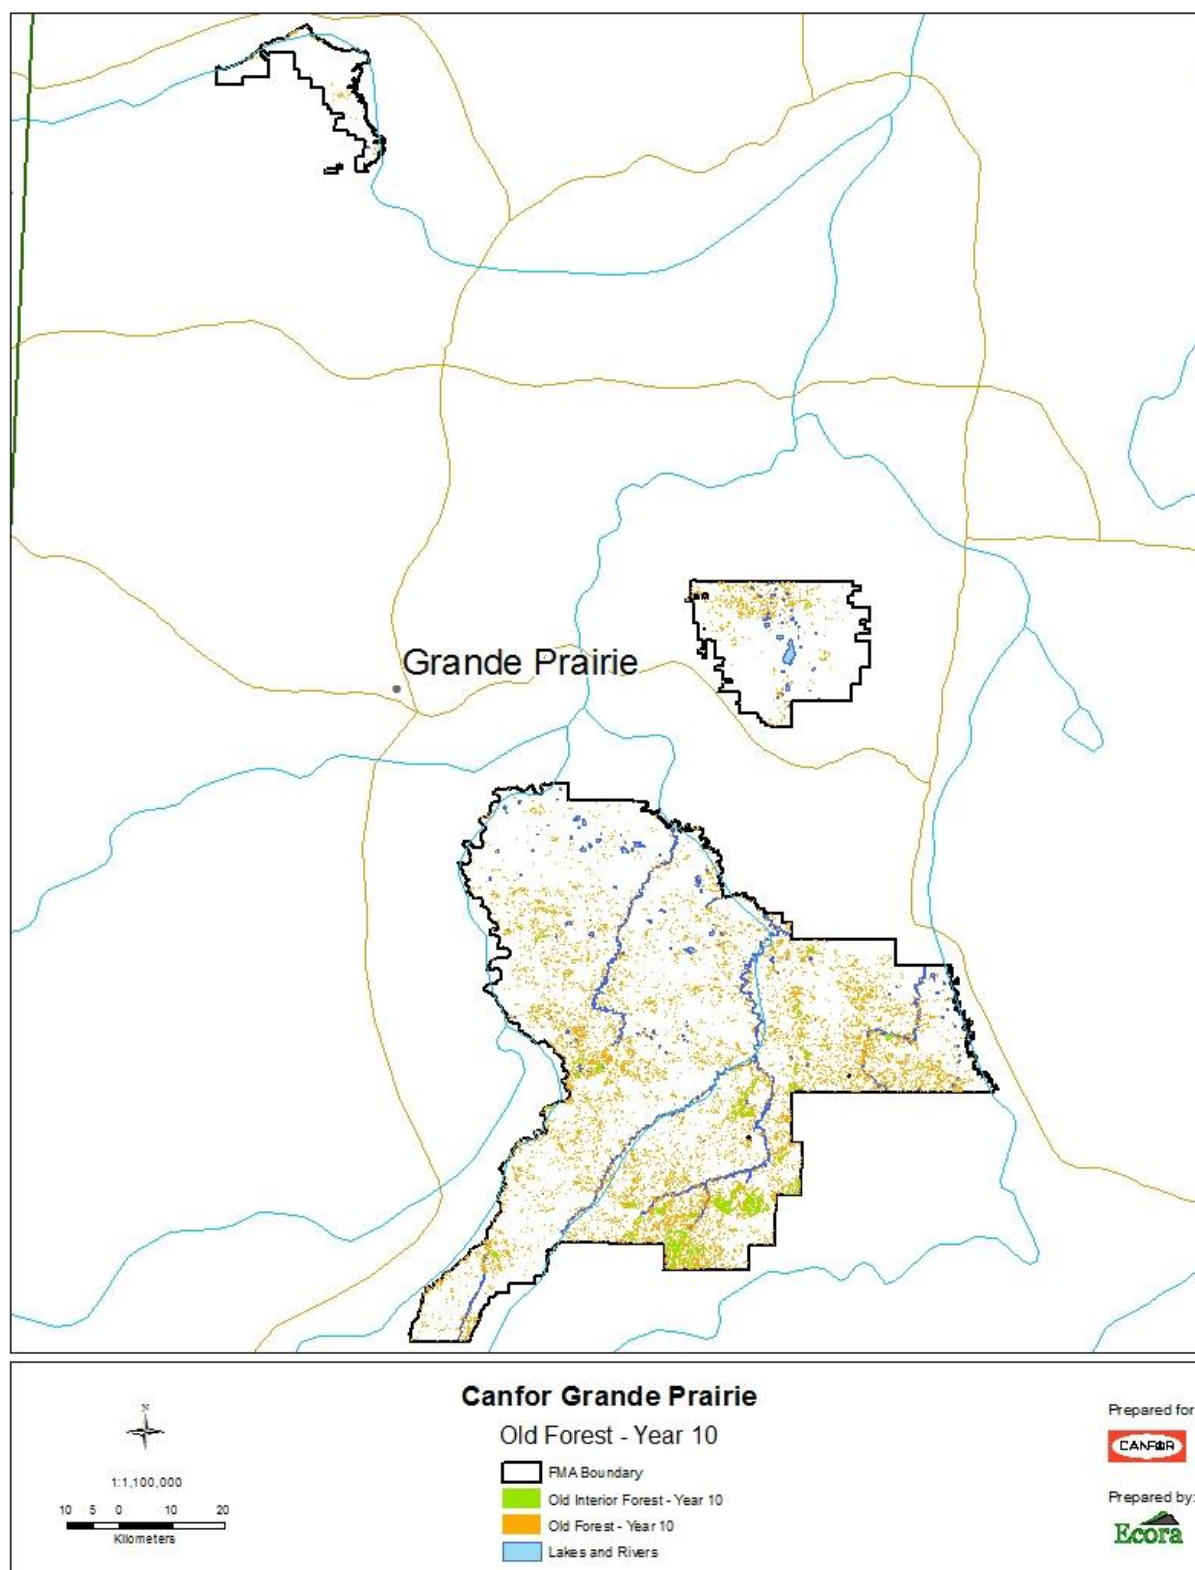 Grande Prairie
Canfor Grande Prairie
Old Forest - Year 10
N
1:1,100,000
10 5 0 10 20
Kilometers
FMA Boundary
Old Interior Forest - Year 10
Old Forest - Year 10
Lakes and Rivers
Prepared for
CANFOR
Prepared by:
Ecora